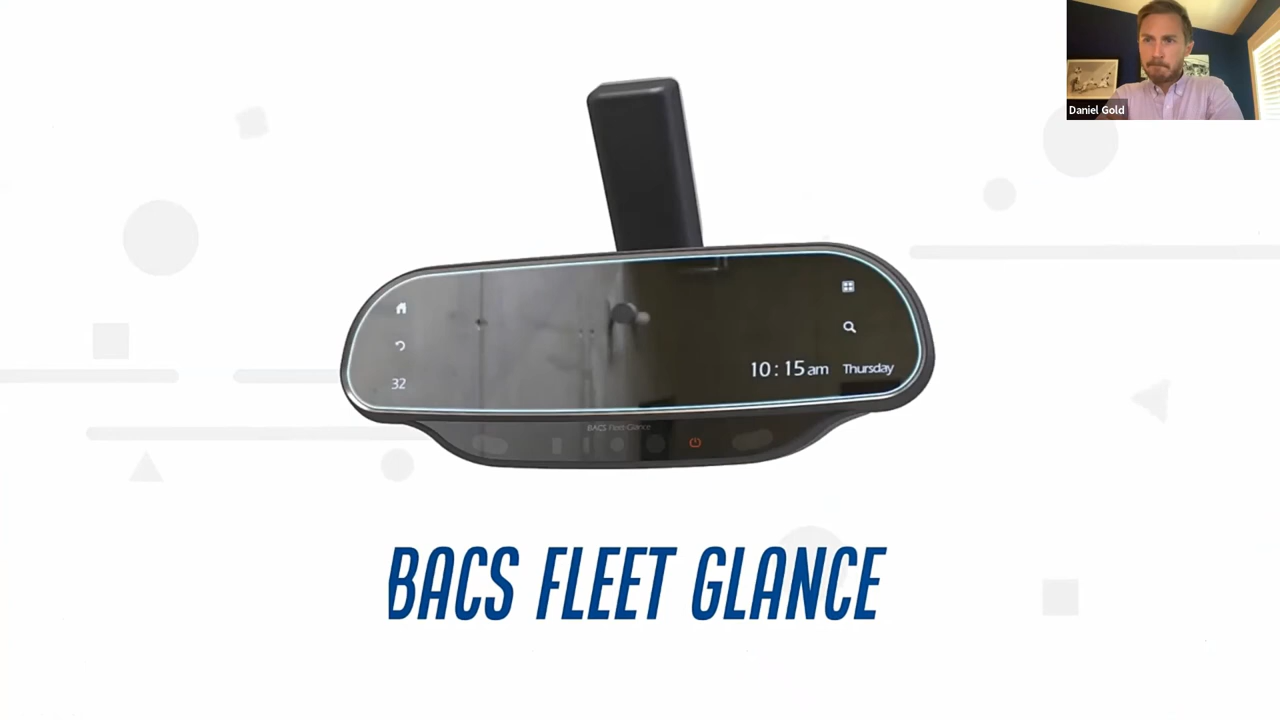 Daniel Gold
32
10:15am Thursday
BACS Fleet-Glance
BACS FLEET GLANCE